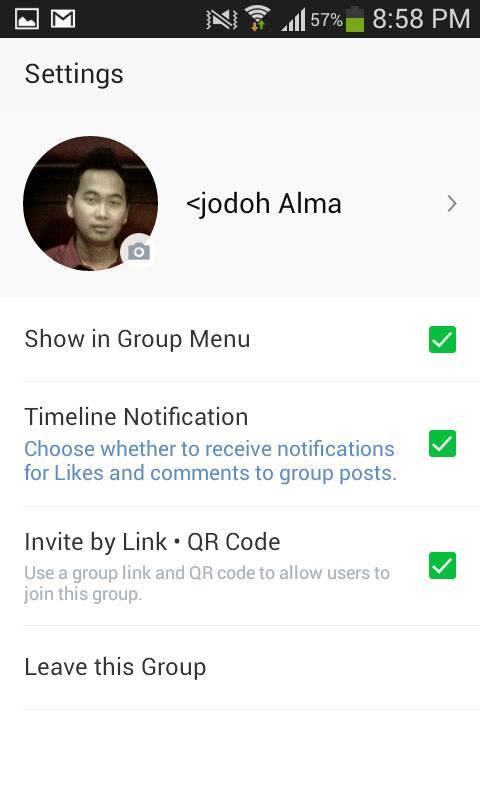 57% 8:58 PM
Settings
<jodoh Alma
Show in Group Menu
Timeline Notification
Choose whether to receive notifications
for Likes and comments to group posts.
Invite by Link • QR Code
Use a group link and QR code to allow users to
join this group.
Leave this Group